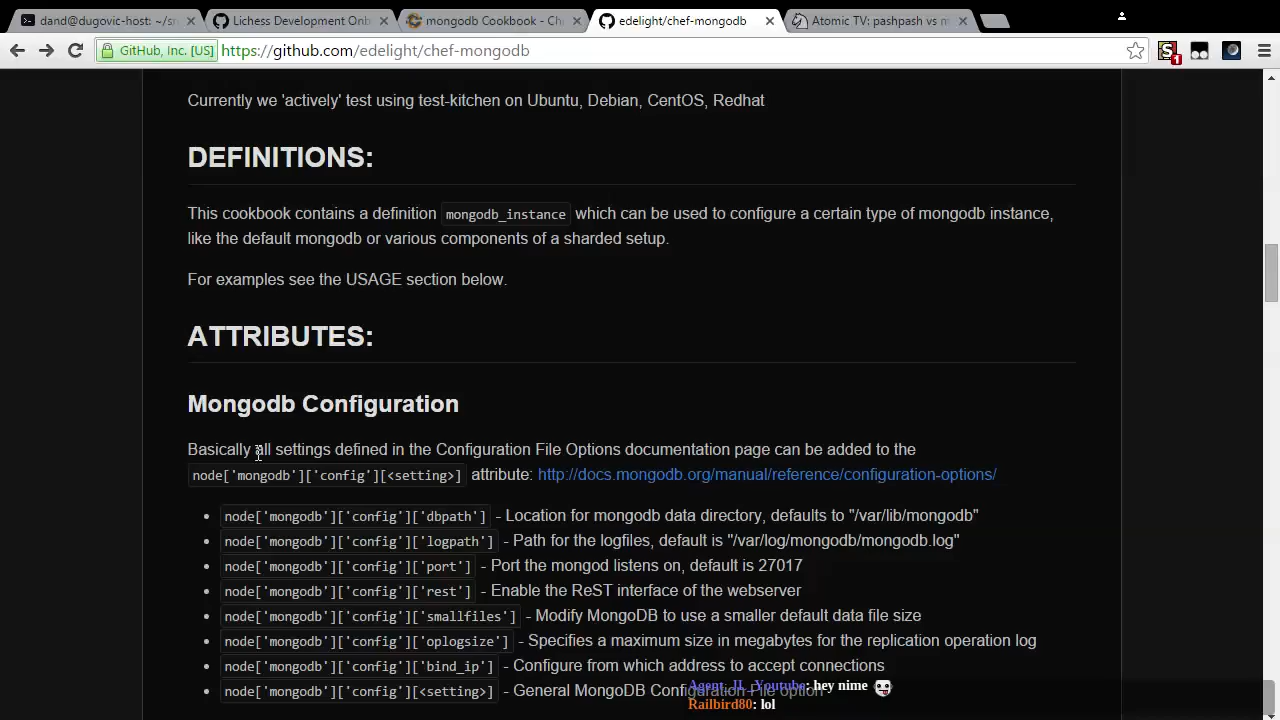 dand@dugovic-host: ~/s
Lichess Development Onb
mongodb Cookbook - Ch
edelight/chef-mongodb
Atomic TV: pashpash vs m
GitHub, Inc. [US]
https://github.com/edelight/chef-mongodb
S
1
Currently we 'actively' test using test-kitchen on Ubuntu, Debian, CentOS, Redhat
DEFINITIONS:
This cookbook contains a definition mongodb_instance which can be used to configure a certain type of mongodb instance,
like the default mongodb or various components of a sharded setup.
For examples see the USAGE section below.
ATTRIBUTES:
Mongodb Configuration
Basically all settings defined in the Configuration File Options documentation page can be added to the
node['mongodb']['config'][<setting>] attribute: http://docs.mongodb.org/manual/reference/configuration-options/
node['mongodb']['config']['dbpath'] - Location for mongodb data directory, defaults to "/var/lib/mongodb"
node['mongodb']['config']['logpath'] - Path for the logfiles, default is "/var/log/mongodb/mongodb.log"
node['mongodb']['config']['port'] - Port the mongod listens on, default is 27017
node['mongodb']['config']['rest'] - Enable the ReST interface of the webserver
node['mongodb']['config']['smallfiles'] - Modify MongoDB to use a smaller default data file size
node['mongodb']['config']['oplogsize'] - Specifies a maximum size in megabytes for the replication operation log
node['mongodb']['config']['bind_ip'] - Configure from which address to accept connections
node['mongodb']['config'][<setting>] - General MongoDB Configuration File option
Agent_JL_Youtube: hey nime
Railbird80: lol